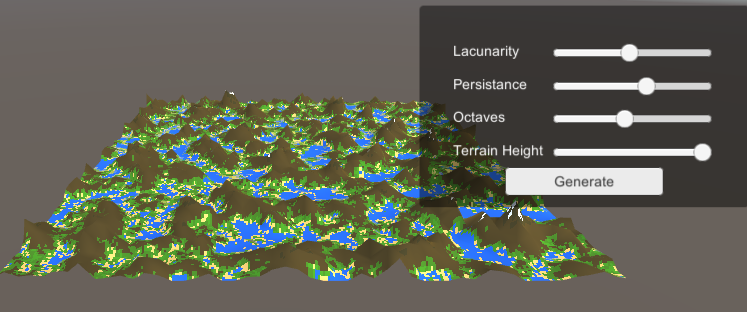 Lacunarity
Persistance
Octaves
Terrain Height
Generate